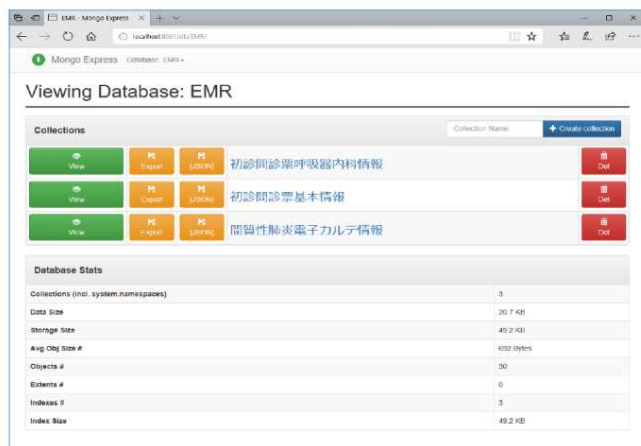 EMR - Mongo Express
localhost:8081/db/EMR/
Mongo Express Database: EMR
Viewing Database: EMR
Collections
Collection Name
Create collection
View
Export
[JSON]
初診問診票呼吸器内科情報
Del
View
Export
[JSON]
初診問診票基本情報
Del
View
Export
[JSON]
間質性肺炎電子カルテ情報
Del
Database Stats
Collections (incl. system.namespaces) 3
Data Size 20.7 KB
Storage Size 49.2 KB
Avg Obj Size # 692 Bytes
Objects # 30
Extents # 0
Indexes # 3
Index Size 49.2 KB